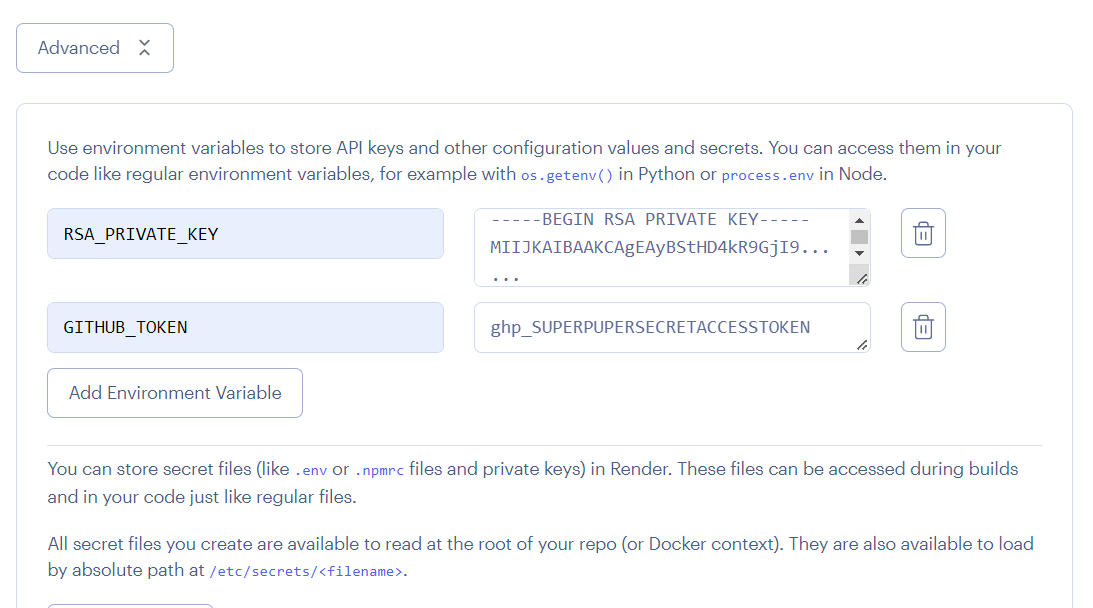 Advanced
Use environment variables to store API keys and other configuration values and secrets. You can access them in your
code like regular environment variables, for example with os.getenv() in Python or process.env in Node.
RSA_PRIVATE_KEY
-----BEGIN RSA PRIVATE KEY-----
MIIJKAIBAAKCAgEAyBStHD4kR9GjI9...
...
GITHUB_TOKEN
ghp_SUPERPUPERSECRETACCESSTOKEN
Add Environment Variable
You can store secret files (like .env or .npmrc files and private keys) in Render. These files can be accessed during builds
and in your code just like regular files.
All secret files you create are available to read at the root of your repo (or Docker context). They are also available to load
by absolute path at /etc/secrets/<filename>.